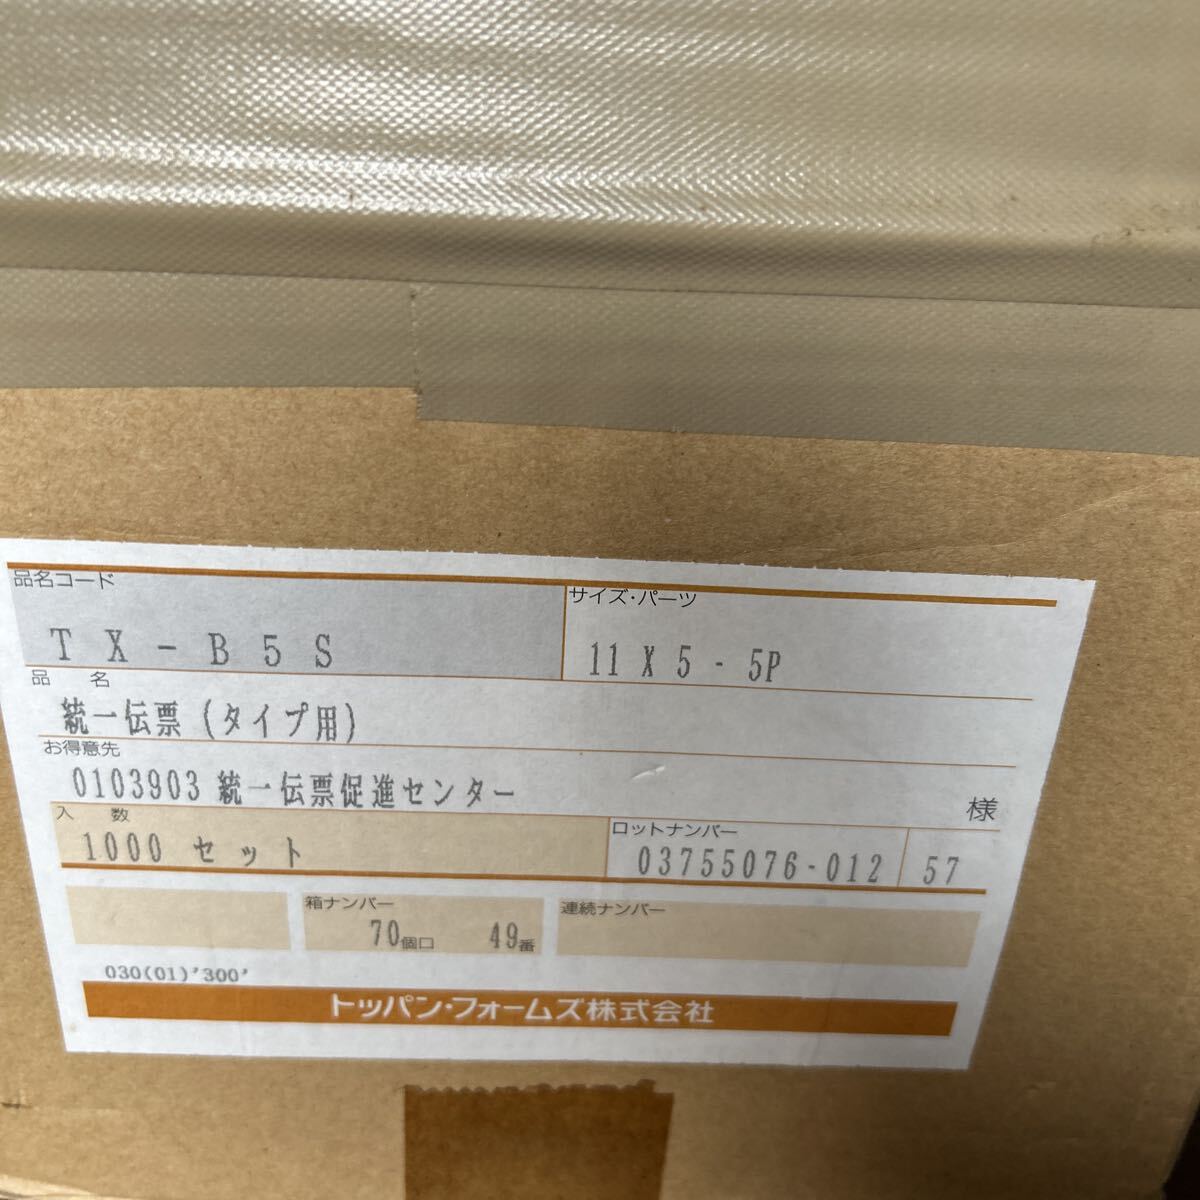 品名コード
TX-B5S
サイズ・パーツ
11X5-5P
品名
統一伝票(タイプ用)
お得意先
0103903 統一伝票促進センター
様
入数
1000 セット
ロットナンバー
03755076-012 57
箱ナンバー
70個口 49番
連続ナンバー
030(01)'300'
トッパン・フォームズ株式会社